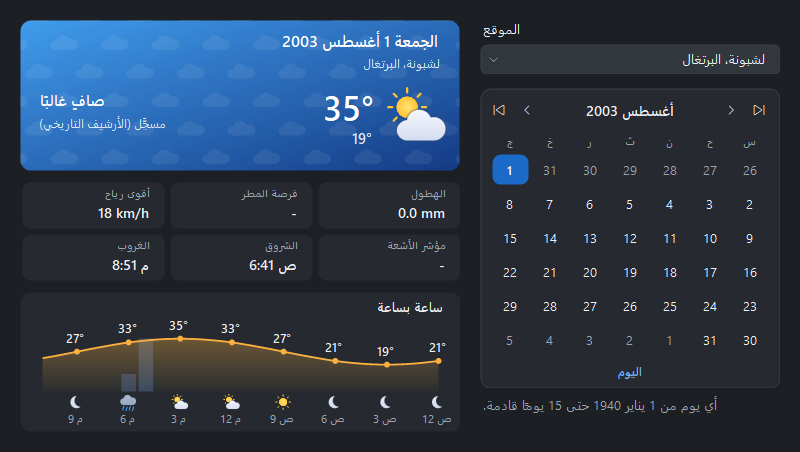 الموقع
لشبونة، البرتغال
أغسطس 2003
س ح ن ث ر خ ج
26 27 28 29 30 31 1
2 3 4 5 6 7 8
9 10 11 12 13 14 15
16 17 18 19 20 21 22
23 24 25 26 27 28 29
30 31 1 2 3 4 5
اليوم
أي يوم من 1 يناير 1940 حتى 15 يومًا قادمة.
الجمعة 1 أغسطس 2003
لشبونة، البرتغال
35°
19°
صافٍ غالبًا
مسجَّل (الأرشيف التاريخي)
الهطول
0.0 mm
فرصة المطر
-
أقوى رياح
18 km/h
مؤشر الأشعة
-
الشروق
6:41 ص
الغروب
8:51 م
ساعة بساعة
21° 19° 21° 27° 33° 35° 33° 27°
12 ص 3 ص 6 ص 9 ص 12 م 3 م 6 م 9 م